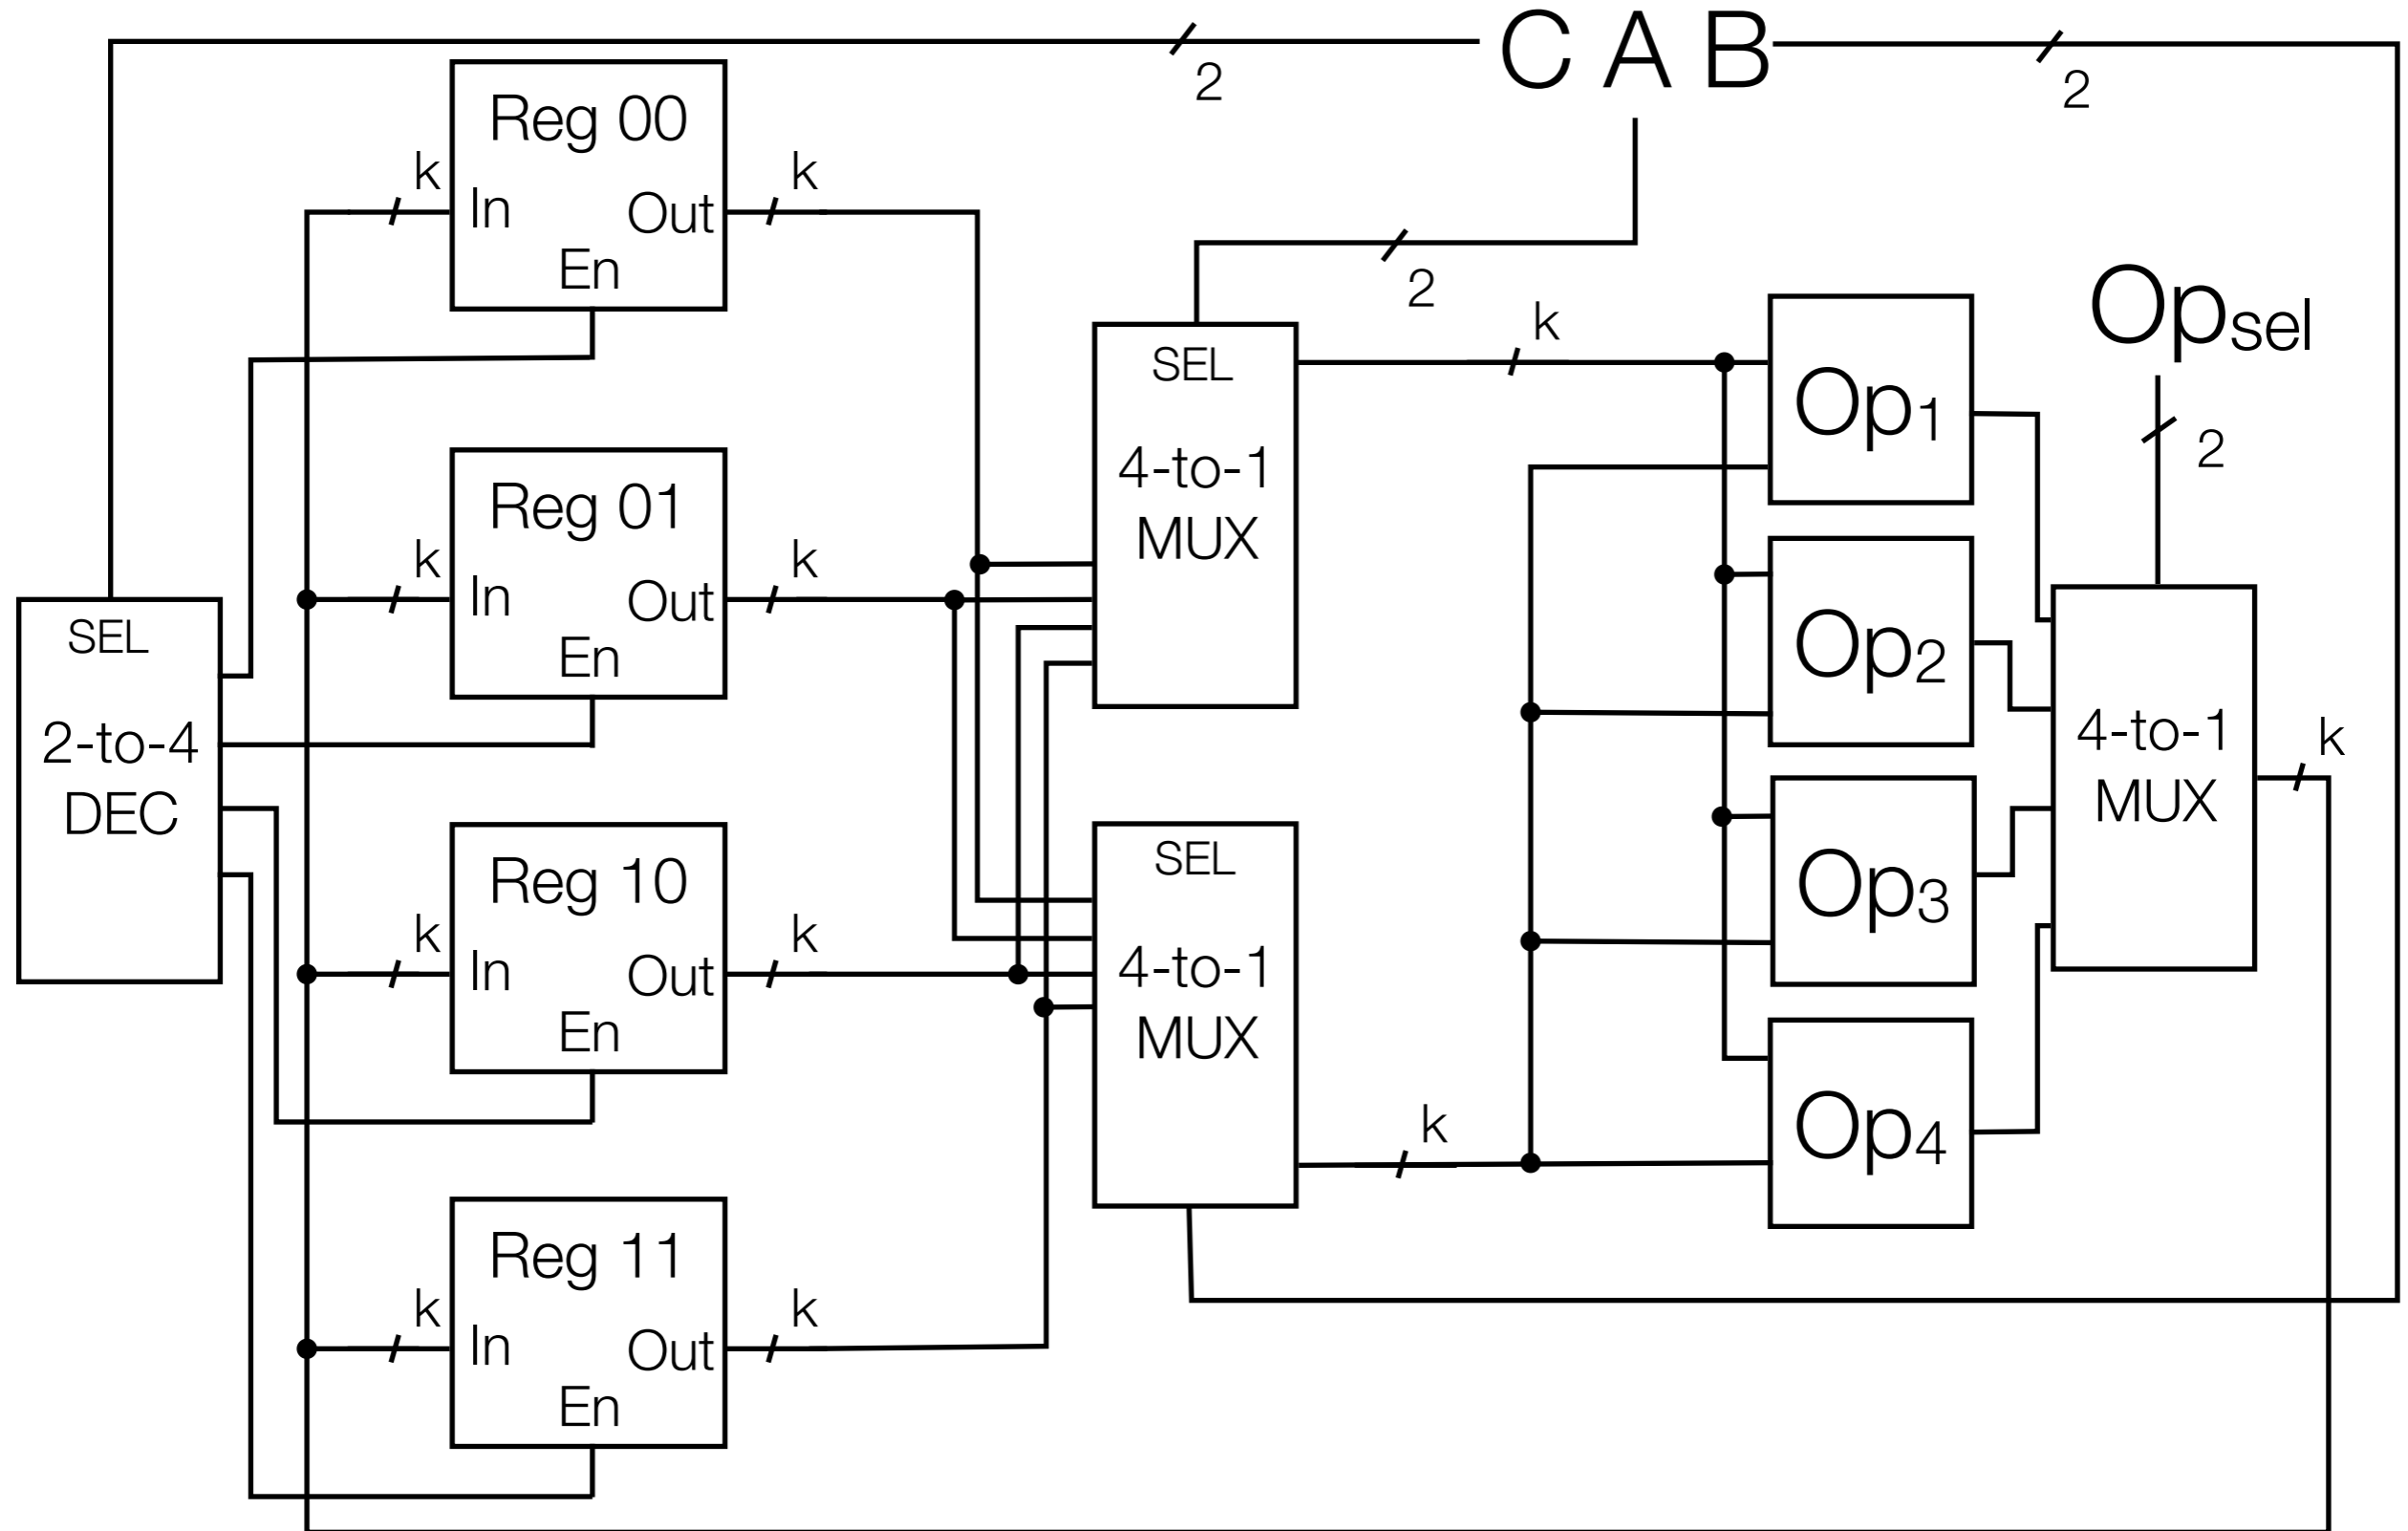 C A B
2
2
2
Reg 00
k
In
Out
k
En
Reg 01
k
In
Out
k
En
Reg 10
k
In
Out
k
En
Reg 11
k
In
Out
k
En
SEL
2-to-4
DEC
SEL
4-to-1
MUX
k
SEL
4-to-1
MUX
k
Op1
Op2
Op3
Op4
Opsel
2
4-to-1
MUX
k